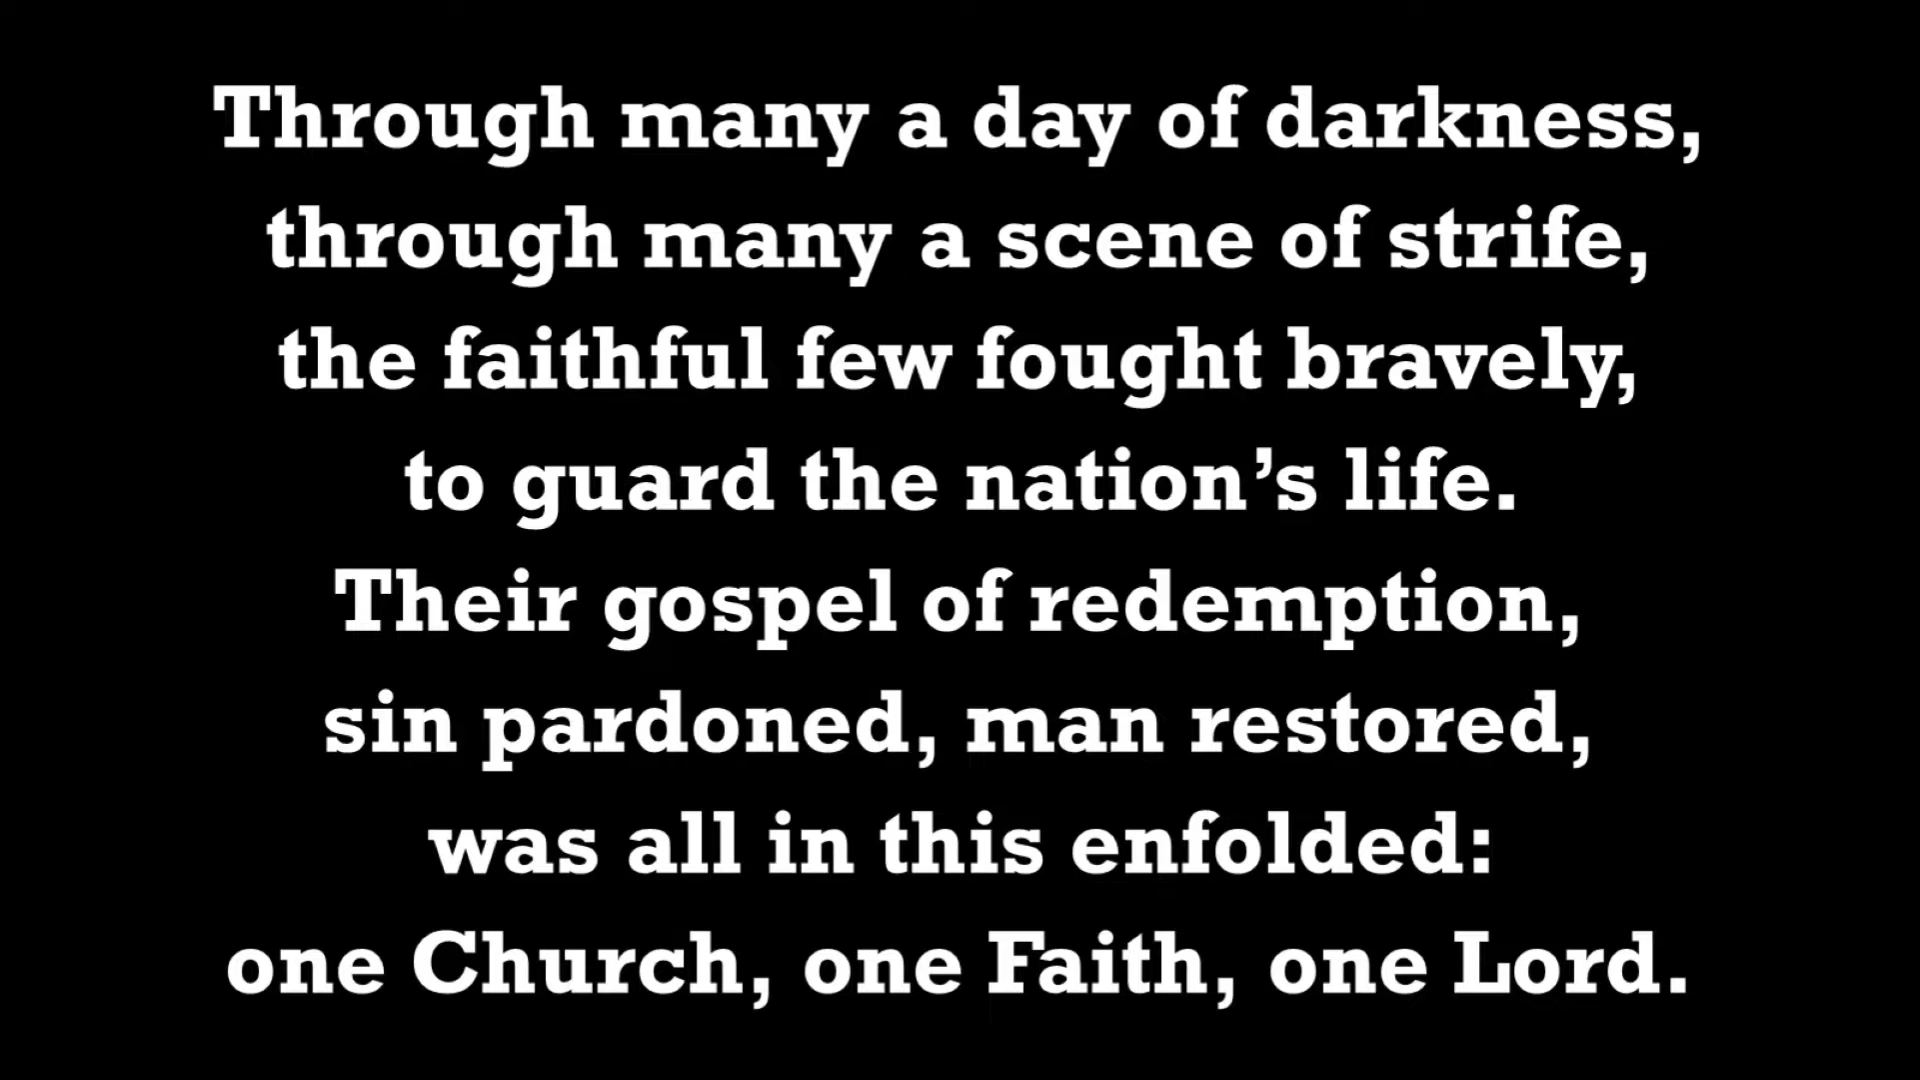 Through many a day of darkness,
through many a scene of strife,
the faithful few fought bravely,
to guard the nation’s life.
Their gospel of redemption,
sin pardoned, man restored,
was all in this enfolded:
one Church, one Faith, one Lord.